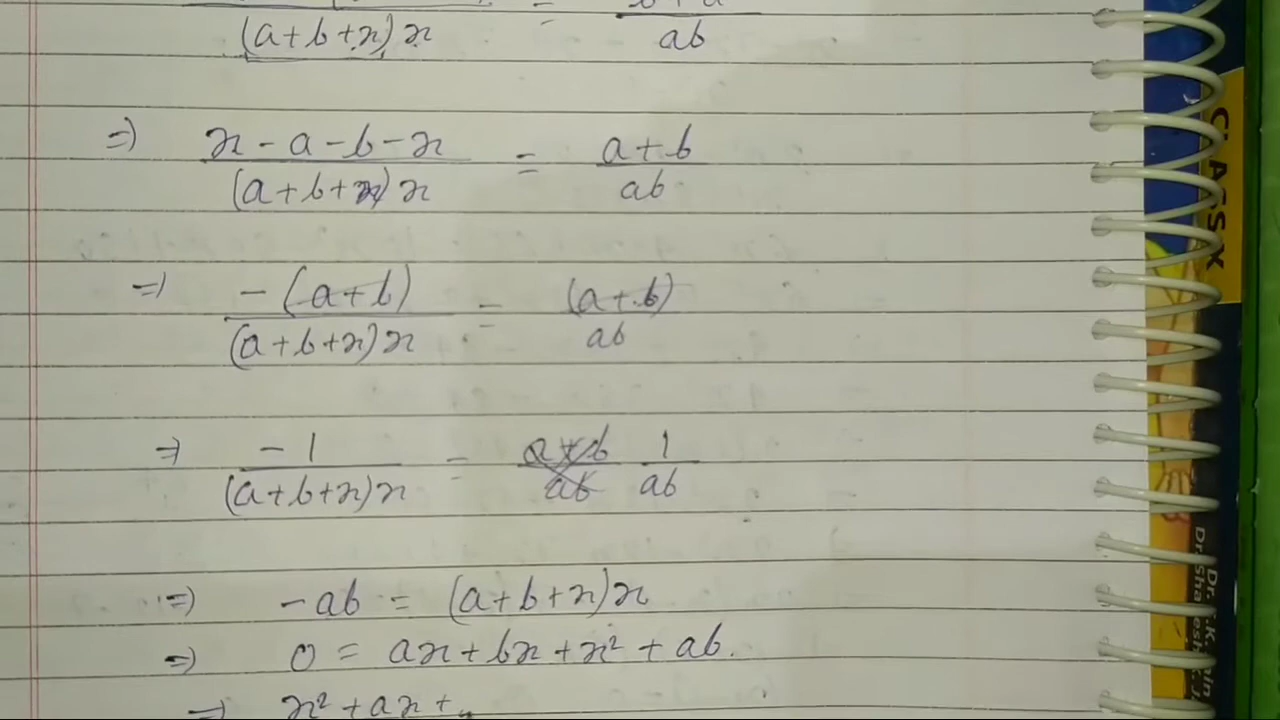 (a+b+x)x = ab
=> x-a-b-x / (a+b+x)x = a+b / ab
=> -(a+b) / (a+b+x)x = (a+b) / ab
=> -1 / (a+b+x)x = a+b / ab 1 / ab
=> -ab = (a+b+x)x
=> 0 = ax+bx+x²+ab.
=> x²+ax+
CLASS X
Dr.